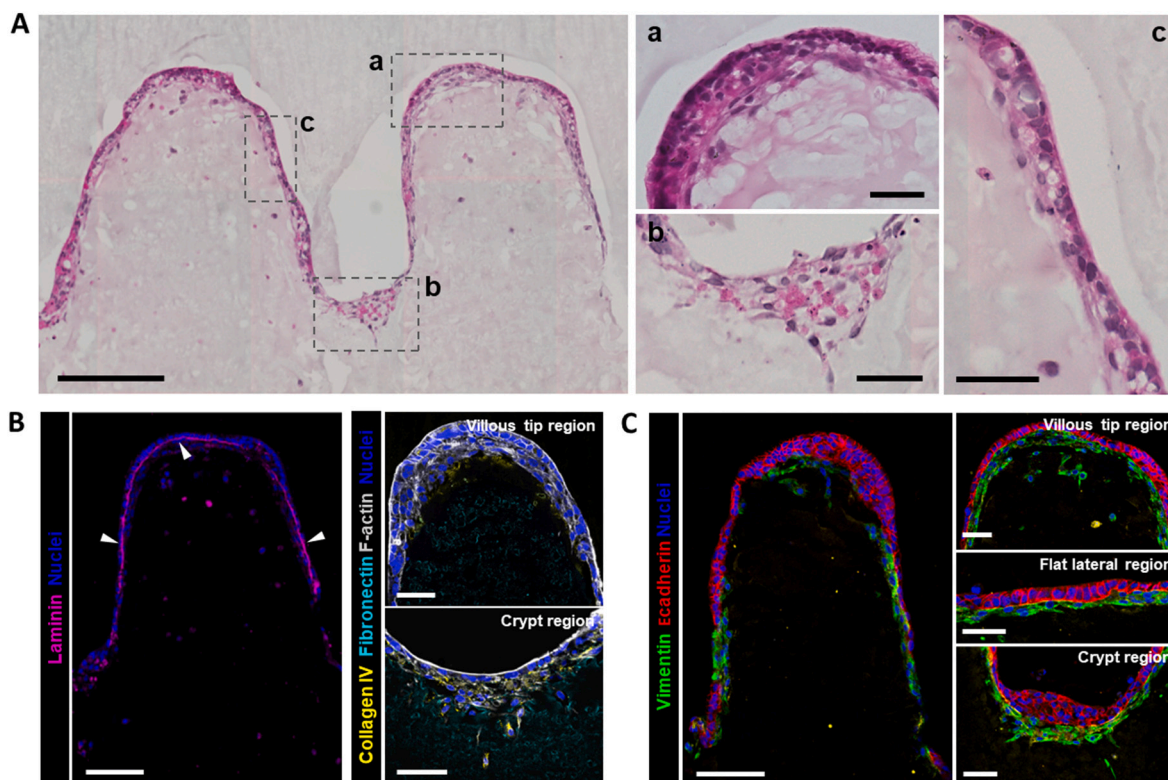 A
a
c
b
a
b
c
B
Laminin Nuclei
Collagen IV Fibronectin F-actin Nuclei
Villous tip region
Crypt region
C
Vimentin Ecadherin Nuclei
Villous tip region
Flat lateral region
Crypt region